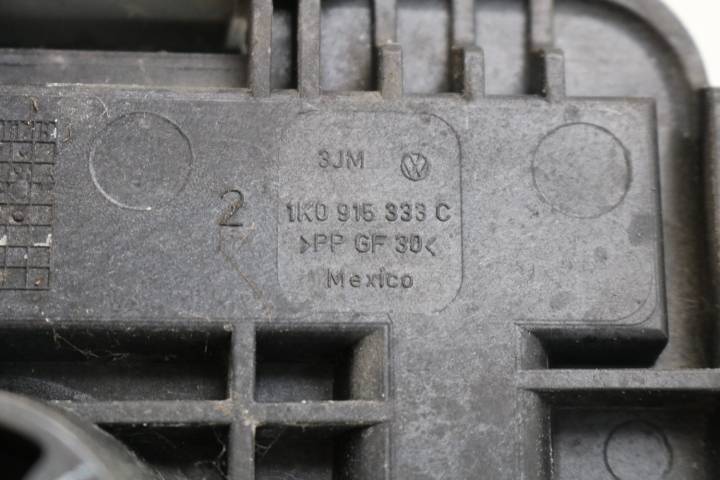 3JM
2
1K0 915 333 C
>PP GF 30<
Mexico